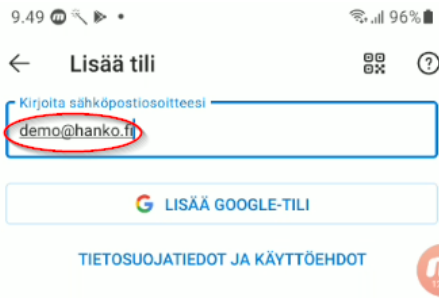 9.49 96%
Lisää tili
Kirjoita sähköpostiosoitteesi
demo@hanko.fi
LISÄÄ GOOGLE-TILI
TIETOSUOJATIEDOT JA KÄYTTÖEHDOT